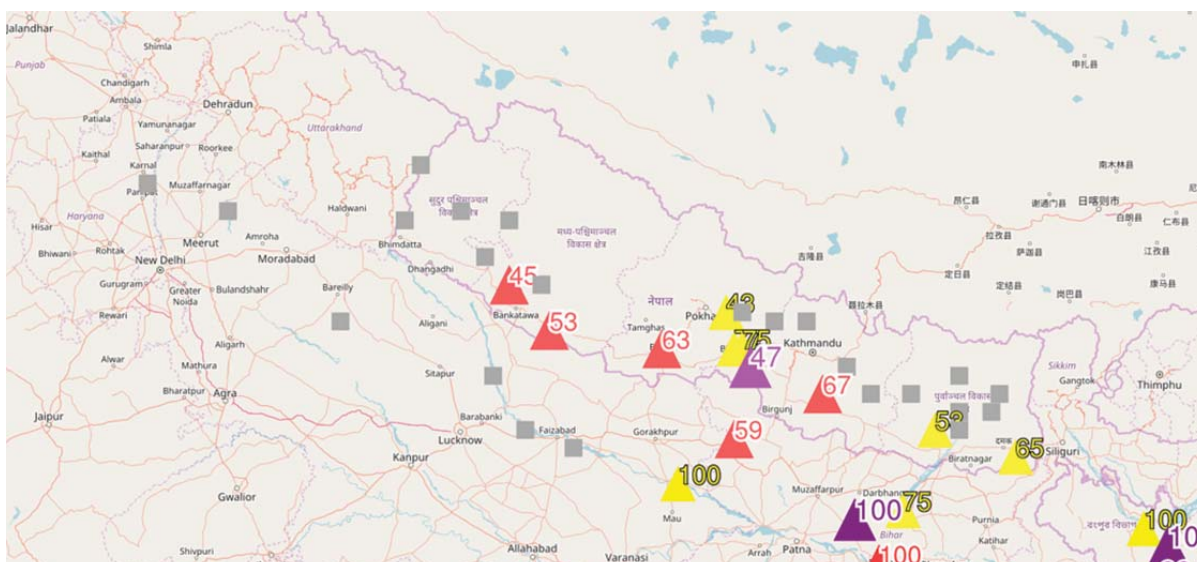 Jalandhar
Shimla
Punjab
Chandigarh
Ambala
Dehradun
Patiala
Yamunanagar
Uttarakhand
Kaithal
Saharanpur
Roorkee
Karnal
Muzaffarnagar
Haryana
Haldwani
Hisar
Meerut
Amroha
Bhimdatta
Bhiwani
Rohtak
New Delhi
Moradabad
Dhangadhi
Gurugram
Greater
Noida
Bulandshahr
Bareilly
Rewari
Aligani
Aligarh
Alwar
Mathura
Sitapur
Bharatpur
Agra
Jaipur
Barabanki
Lucknow
Faizabad
Kanpur
Gwalior
Shivpuri
Allahabad
Varanasi
मध्य-पश्चिमाञ्चल
विकास क्षेत्र
नेपाल
Tamghas
Bankatawa
Kathmandu
Birgunj
Gorakhpur
Mau
Muzaffarpur
Arrah
Patna
Bihar
Biratnagar
Purnia
Katihar
Siliguri
Sikkim
Gangtok
Thimphu
申扎县
南木林县
昂仁县
谢通门县
日喀则市
白朗县
仁布县
拉孜县
萨迦县
江孜县
吉隆县
定日县
定结县
岗巴县
康马县
聂拉木县
45
53
63
43
75
47
67
59
100
53
65
100
75
100
100